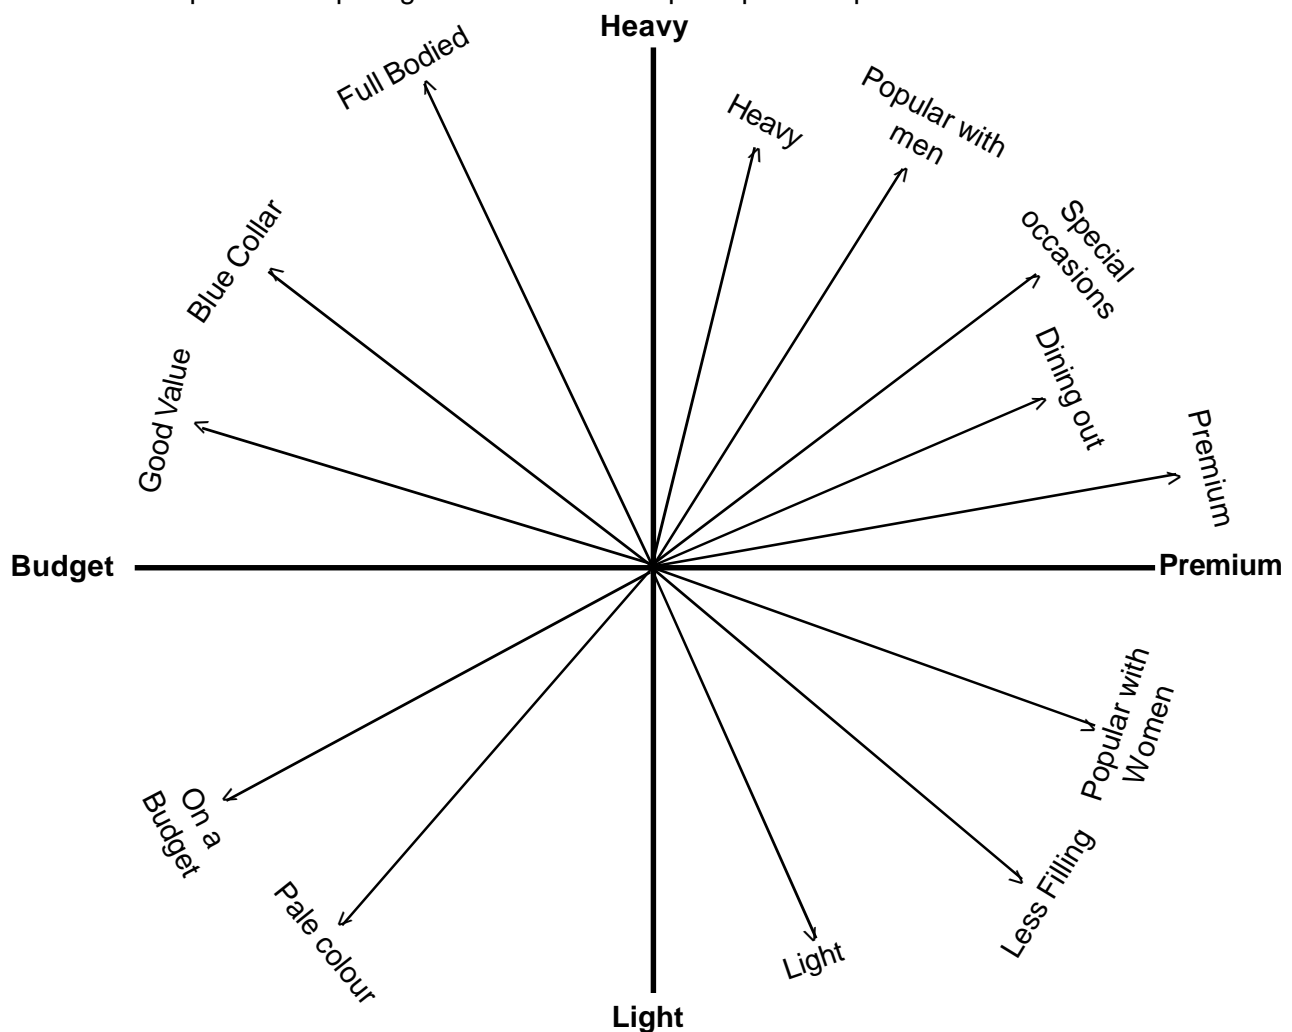 Heavy
Full Bodied
Heavy
Popular with
men
Blue Collar
Special
occasions
Good Value
Dining out
Premium
Budget
Premium
Popular with
Women
On a
Budget
Less Filling
Pale colour
Light
Light